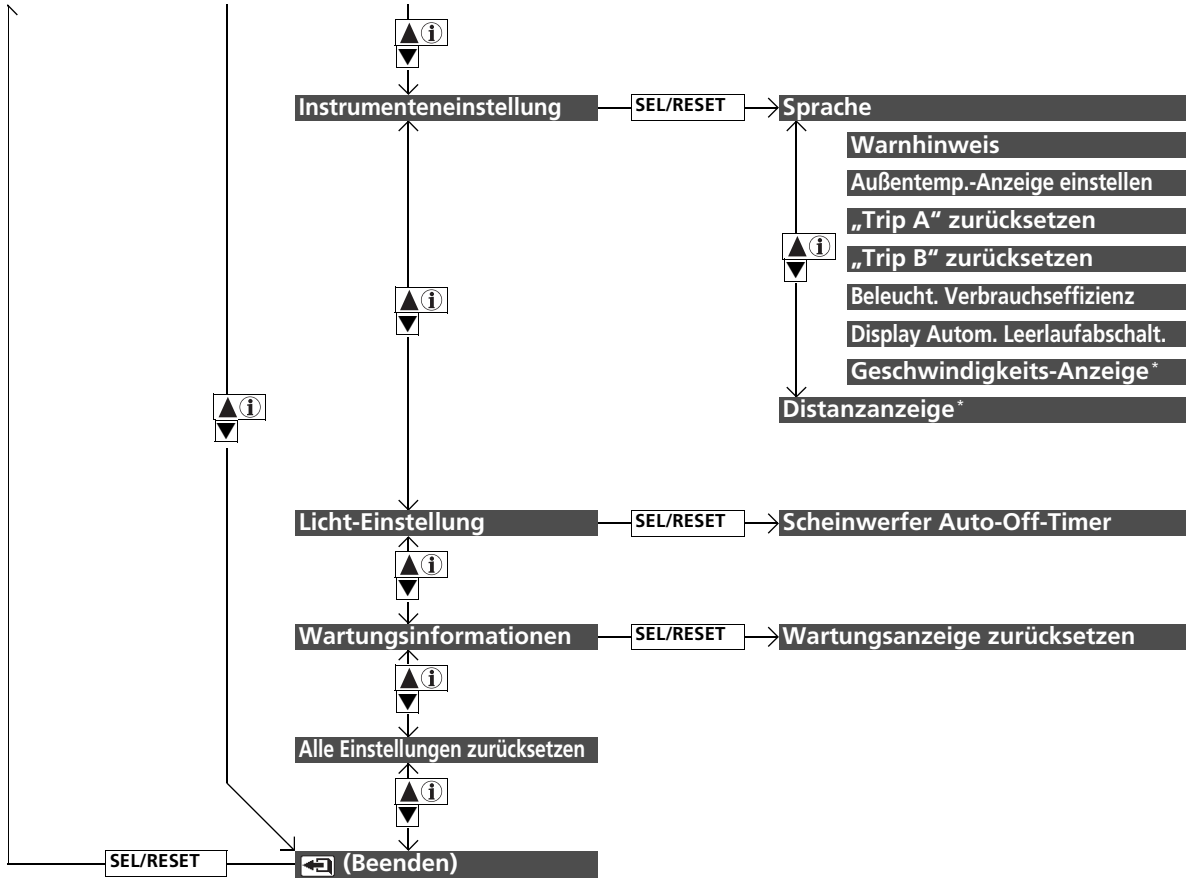 Instrumenteneinstellung
SEL/RESET
Sprache
Warnhinweis
Außentemp.-Anzeige einstellen
„Trip A“ zurücksetzen
„Trip B“ zurücksetzen
Beleucht. Verbrauchseffizienz
Display Autom. Leerlaufabschalt.
Geschwindigkeits-Anzeige*
Distanzanzeige*
Licht-Einstellung
SEL/RESET
Scheinwerfer Auto-Off-Timer
Wartungsinformationen
SEL/RESET
Wartungsanzeige zurücksetzen
Alle Einstellungen zurücksetzen
SEL/RESET
(Beenden)